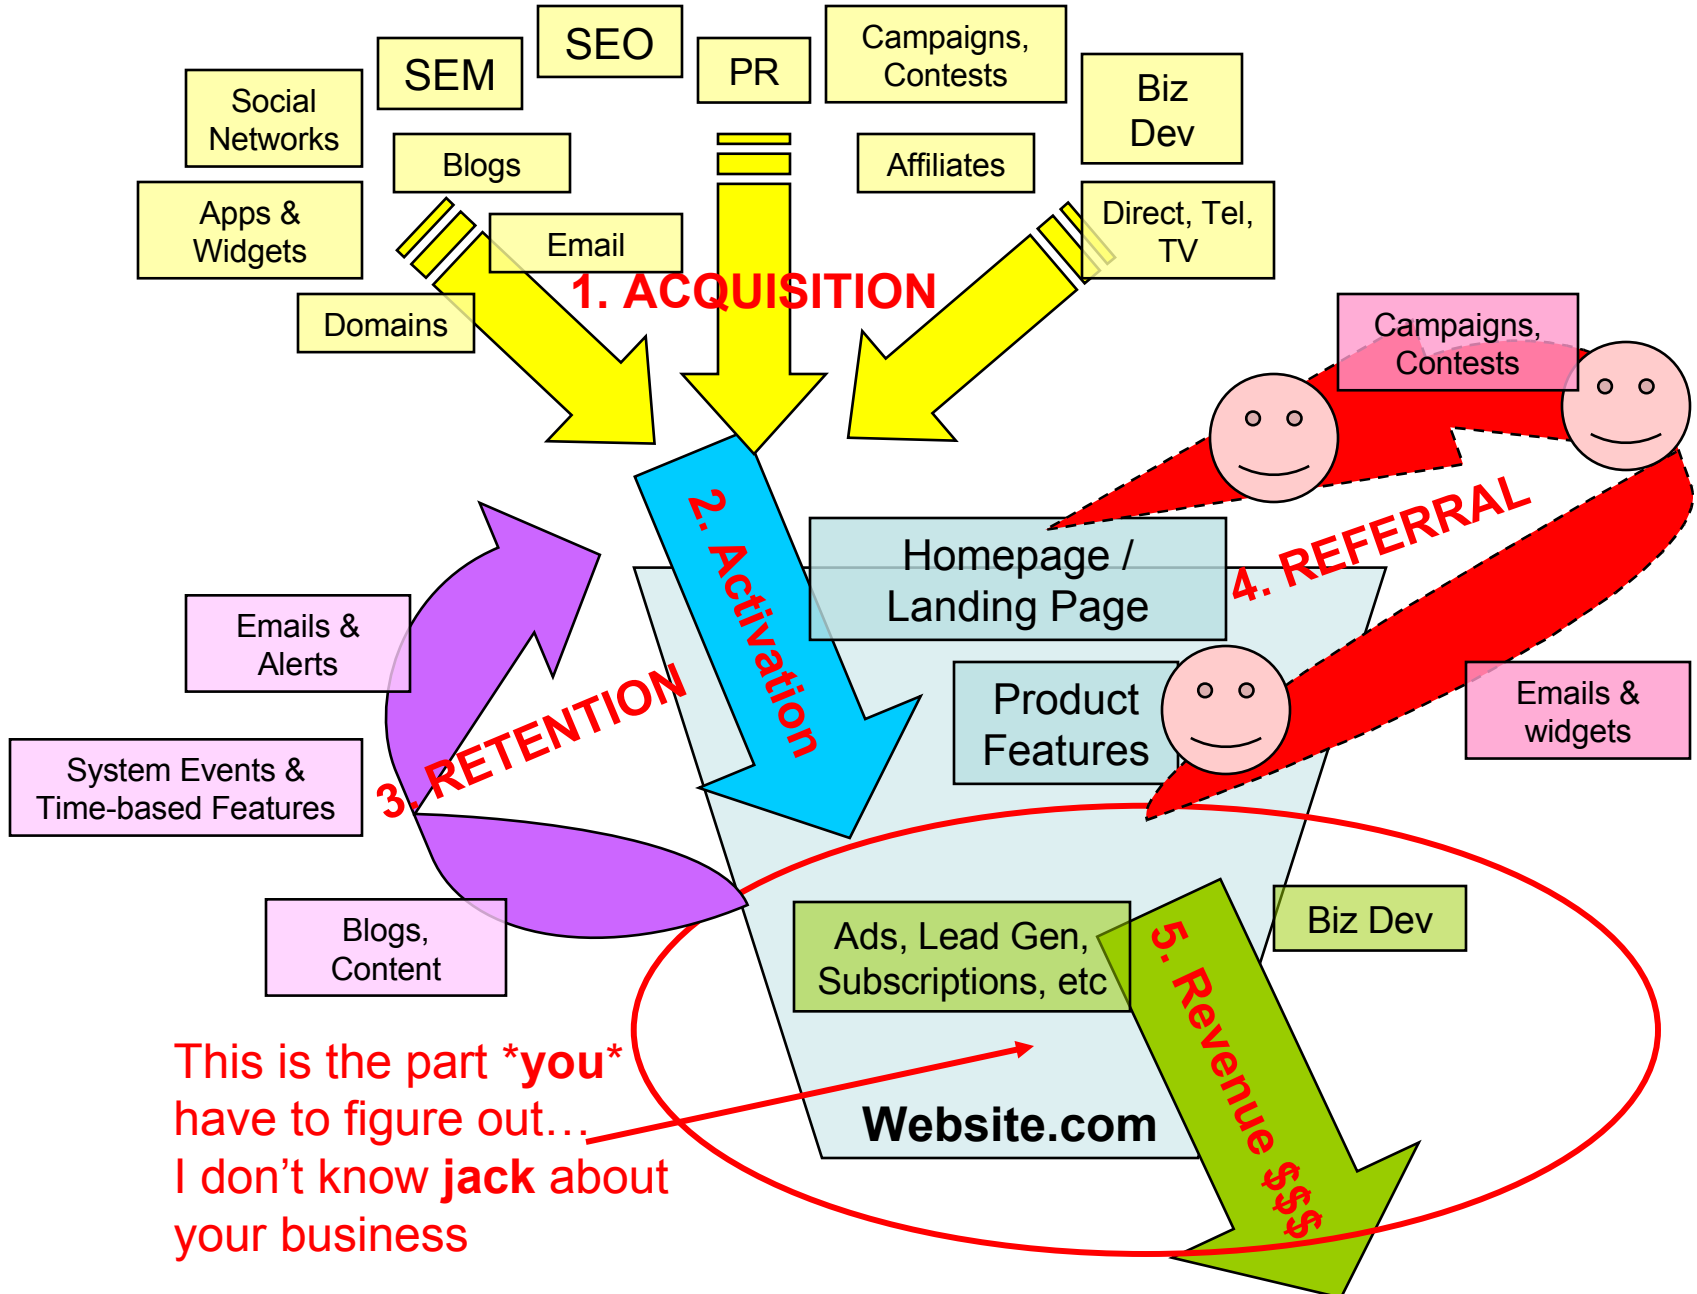 SEO
Campaigns,
Contests
SEM
PR
Biz
Dev
Social
Networks
Blogs
Affiliates
Apps &
Widgets
Email
Direct, Tel,
TV
1. ACQUISITION
Domains
Campaigns,
Contests
2. Activation
Homepage /
Landing Page
4. REFERRAL
Emails &
Alerts
3. RETENTION
Product
Features
Emails &
widgets
System Events &
Time-based Features
Blogs,
Content
Ads, Lead Gen,
Subscriptions, etc
Biz Dev
5. Revenue $$$
This is the part *you*
have to figure out…
I don’t know jack about
your business
Website.com